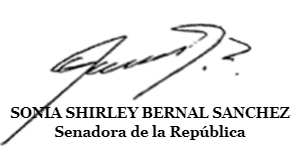 SONIA SHIRLEY BERNAL SANCHEZ
Senadora de la República